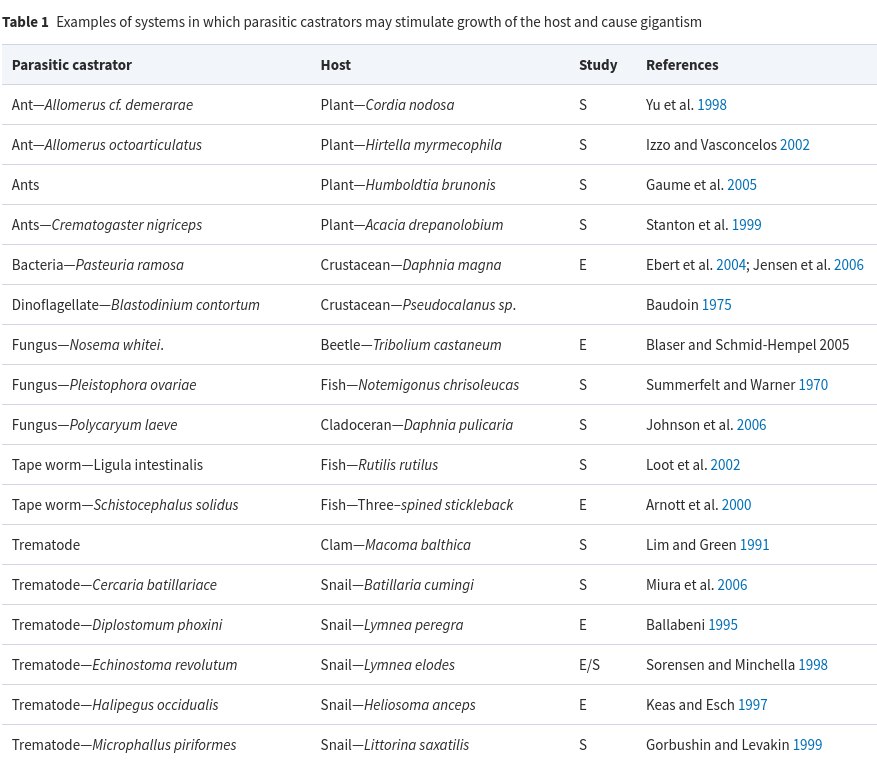 Table 1 Examples of systems in which parasitic castrators may stimulate growth of the host and cause gigantism
Parasitic castrator Host Study References
Ant—Allomerus cf. demerarae Plant—Cordia nodosa S Yu et al. 1998
Ant—Allomerus octoarticulatus Plant—Hirtella myrmecophila S Izzo and Vasconcelos 2002
Ants Plant—Humboldtia brunonis S Gaume et al. 2005
Ants—Crematogaster nigriceps Plant—Acacia drepanolobium S Stanton et al. 1999
Bacteria—Pasteuria ramosa Crustacean—Daphnia magna E Ebert et al. 2004; Jensen et al. 2006
Dinoflagellate—Blastodinium contortum Crustacean—Pseudocalanus sp. Baudoin 1975
Fungus—Nosema whitei. Beetle—Tribolium castaneum E Blaser and Schmid-Hempel 2005
Fungus—Pleistophora ovariae Fish—Notemigonus chrisoleucas S Summerfelt and Warner 1970
Fungus—Polycaryum laeve Cladoceran—Daphnia pulicaria S Johnson et al. 2006
Tape worm—Ligula intestinalis Fish—Rutilis rutilus S Loot et al. 2002
Tape worm—Schistocephalus solidus Fish—Three–spined stickleback E Arnott et al. 2000
Trematode Clam—Macoma balthica S Lim and Green 1991
Trematode—Cercaria batillariace Snail—Batillaria cumingi S Miura et al. 2006
Trematode—Diplostomum phoxini Snail—Lymnea peregra E Ballabeni 1995
Trematode—Echinostoma revolutum Snail—Lymnea elodes E/S Sorensen and Minchella 1998
Trematode—Halipegus occidualis Snail—Heliosoma anceps E Keas and Esch 1997
Trematode—Microphallus piriformes Snail—Littorina saxatilis S Gorbushin and Levakin 1999